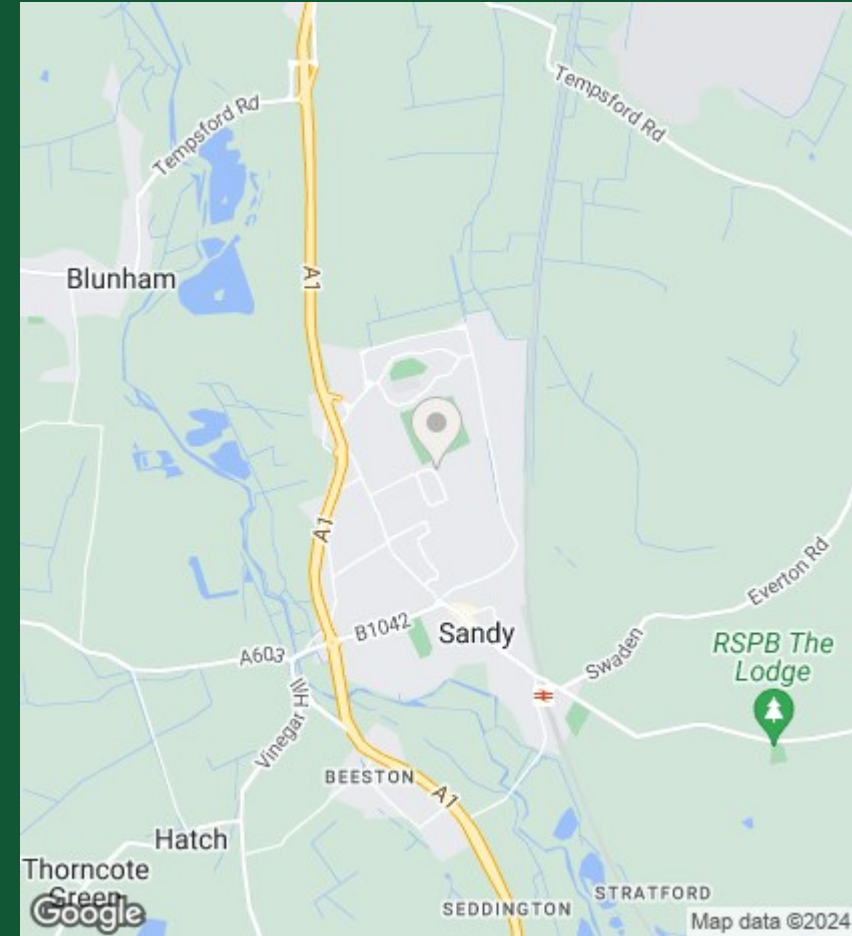 Tempsford Rd
Tempsford Rd
Blunham
A1
A1
Everton Rd
B1042
Sandy
A603
Swaden
RSPB The
Lodge
Vinegar Hill
BEESTON
A1
Hatch
Thorncote
Green
STRATFORD
SEDDINGTON
Google
Map data ©2024